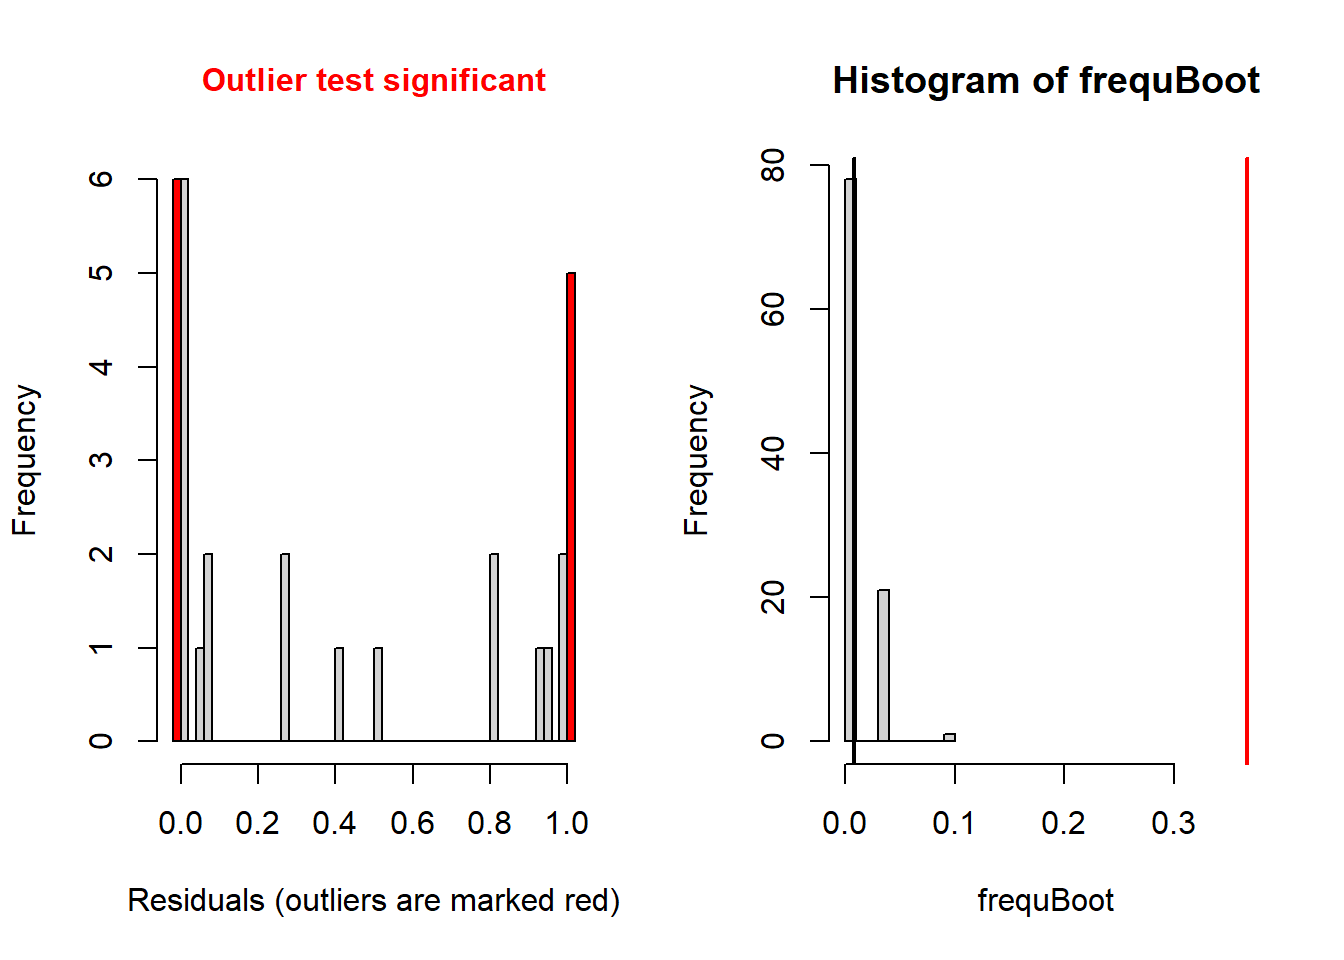 Outlier test significant
Frequency
6
5
4
3
2
1
0
0.0 0.2 0.4 0.6 0.8 1.0
Residuals (outliers are marked red)
Histogram of frequBoot
Frequency
80
60
40
20
0
0.0 0.1 0.2 0.3
frequBoot